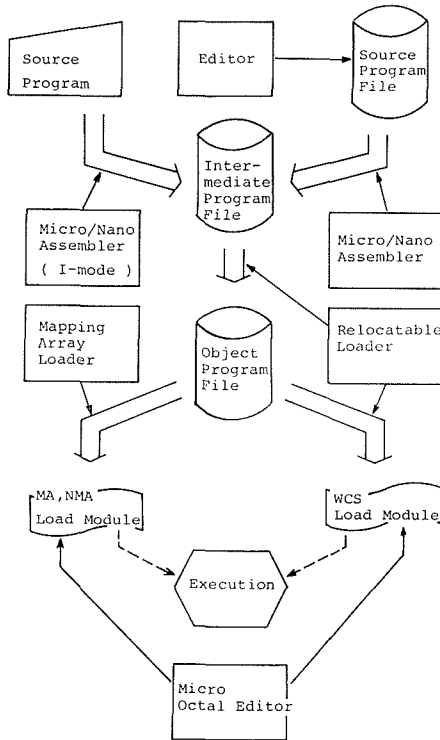 Source
Program
Editor
Source
Program
File
Inter-
mediate
Program
File
Micro/Nano
Assembler
( I-mode )
Micro/Nano
Assembler
Mapping
Array
Loader
Object
Program
File
Relocatable
Loader
MA,NMA
Load Module
WCS
Load Module
Execution
Micro
Octal Editor